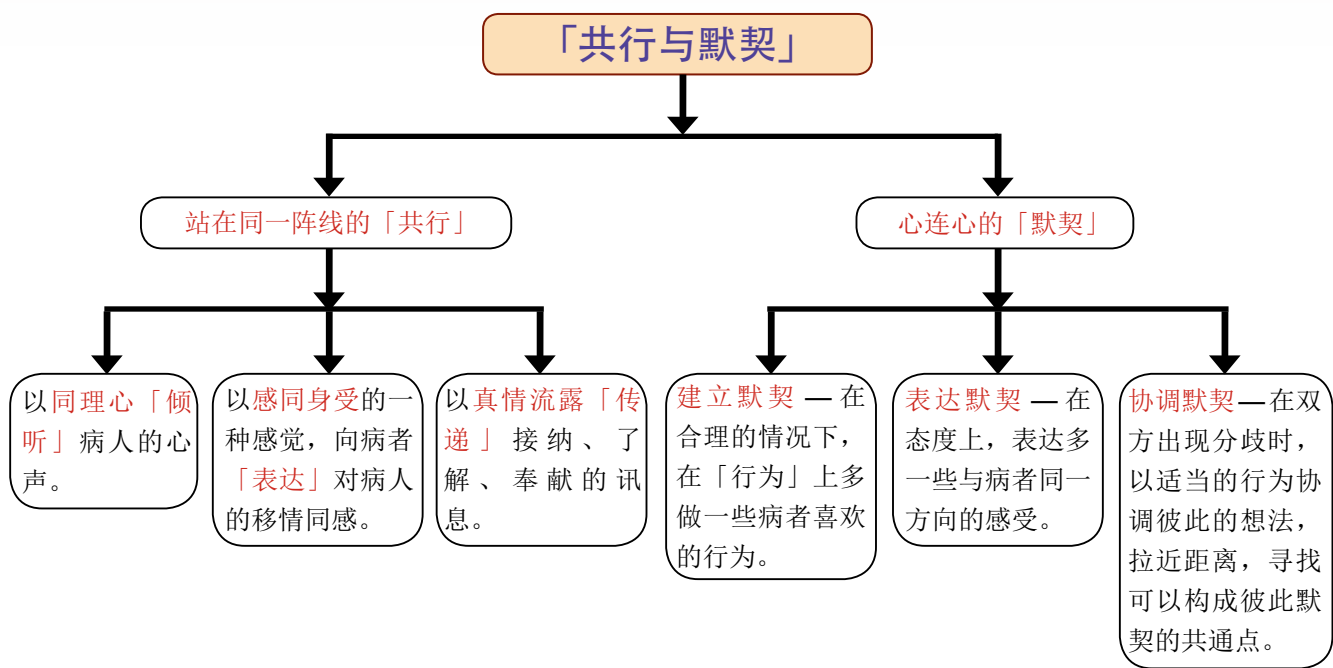 「共行与默契」
站在同一阵线的「共行」
心连心的「默契」
以同理心「倾
听」病人的心
声。
以感同身受的一
种感觉，向病者
「表达」对病人
的移情同感。
以真情流露「传
递」接纳、了
解、奉献的讯
息。
建立默契 — 在
合理的情况下，
在「行为」上多
做一些病者喜欢
的行为。
表达默契 — 在
态度上，表达多
一些与病者同一
方向的感受。
协调默契—在双
方出现分歧时，
以适当的行为协
调彼此的想法，
拉近距离，寻找
可以构成彼此默
契的共通点。